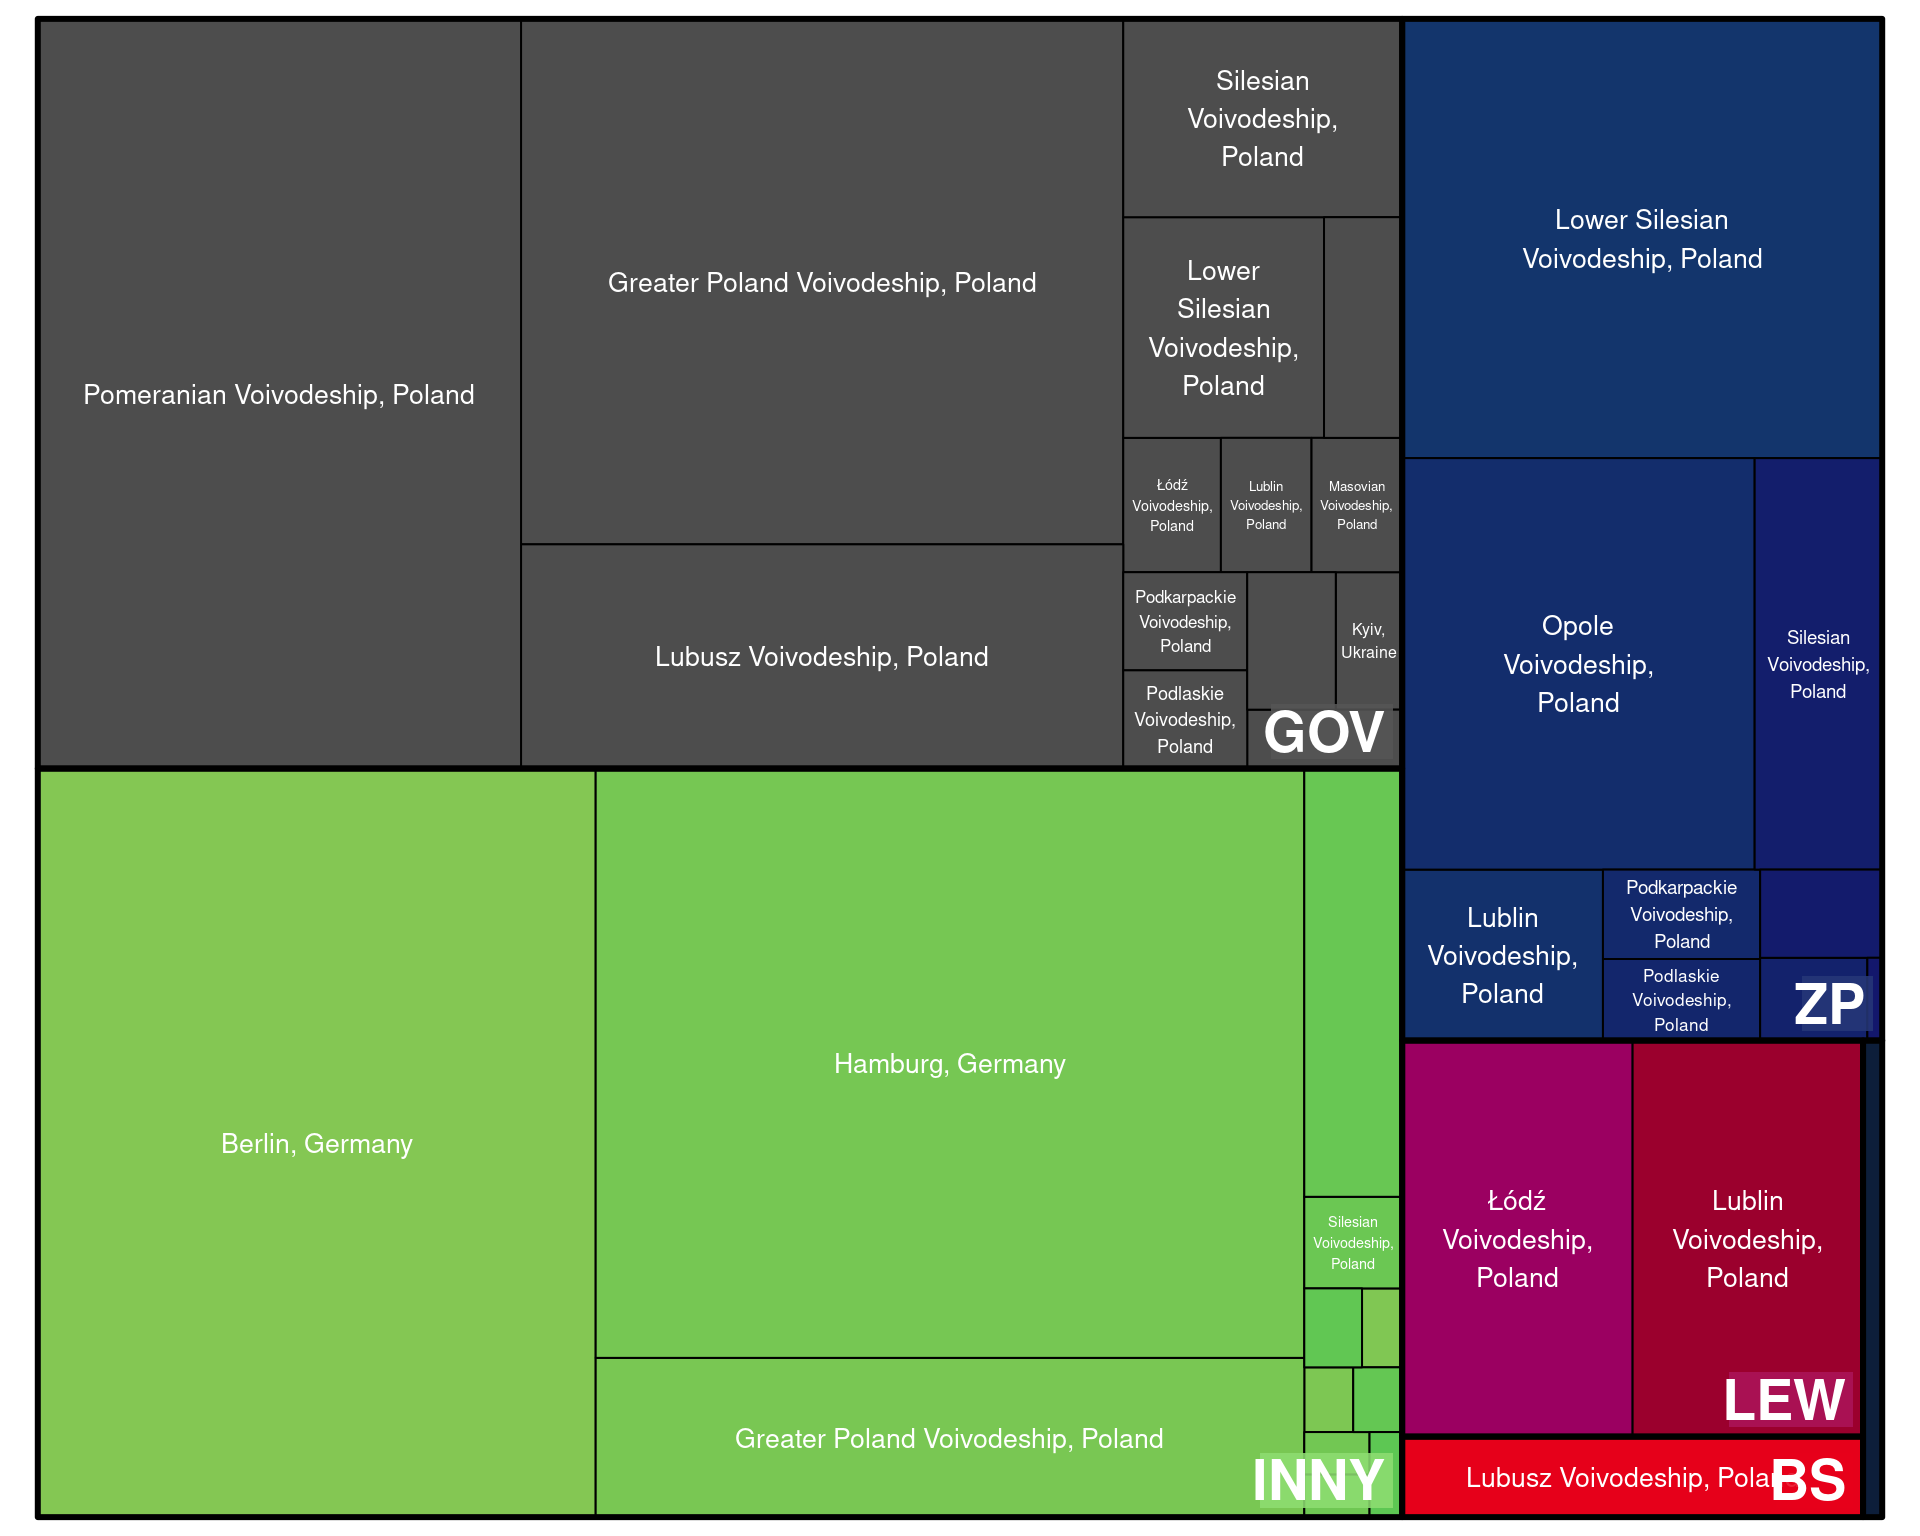 Pomeranian Voivodeship, Poland
Greater Poland Voivodeship, Poland
Lubusz Voivodeship, Poland
Silesian
Voivodeship,
Poland
Lower
Silesian
Voivodeship,
Poland
Łódź
Voivodeship,
Poland
Lublin
Voivodeship,
Poland
Masovian
Voivodeship,
Poland
Podkarpackie
Voivodeship,
Poland
Kyiv,
Ukraine
Podlaskie
Voivodeship,
Poland
GOV
Berlin, Germany
Hamburg, Germany
Greater Poland Voivodeship, Poland
Silesian
Voivodeship,
Poland
INNY
Lower Silesian
Voivodeship, Poland
Opole
Voivodeship,
Poland
Silesian
Voivodeship,
Poland
Lublin
Voivodeship,
Poland
Podkarpackie
Voivodeship,
Poland
Podlaskie
Voivodeship,
Poland
ZP
Łódź
Voivodeship,
Poland
Lublin
Voivodeship,
Poland
LEW
Lubusz Voivodeship, Polan
BS